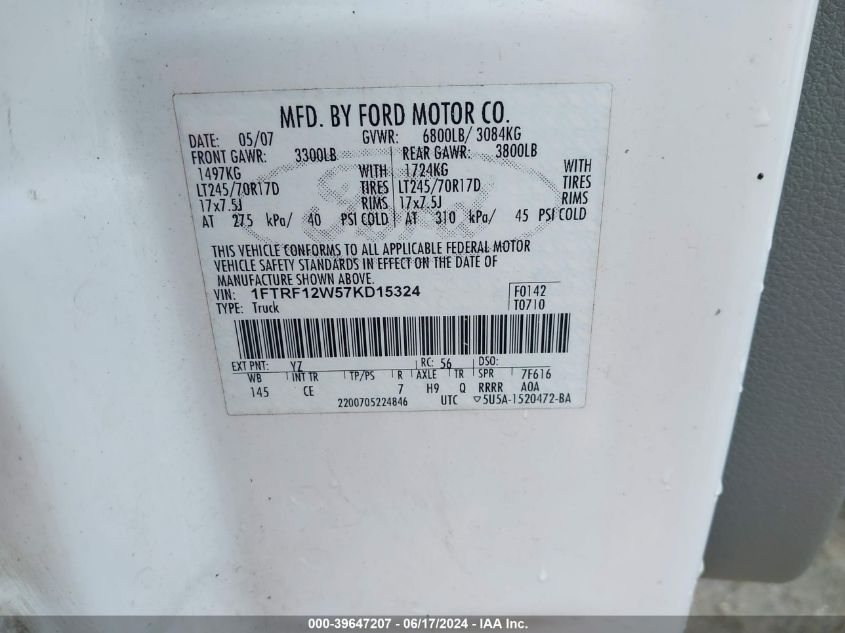 MFD. BY FORD MOTOR CO.
DATE: 05/07 GVWR: 6800LB/ 3084KG
FRONT GAWR: 3300LB REAR GAWR: 3800LB
1497KG WITH 1724KG WITH
LT245/70R17D TIRES LT245/70R17D TIRES
17x7.5J RIMS 17x7.5J RIMS
AT 275 kPa/ 40 PSI COLD AT 310 kPa/ 45 PSI COLD
Ford
THIS VEHICLE CONFORMS TO ALL APPLICABLE FEDERAL MOTOR
VEHICLE SAFETY STANDARDS IN EFFECT ON THE DATE OF
MANUFACTURE SHOWN ABOVE.
VIN: 1FTRF12W57KD15324 F0142
TYPE: Truck T0710
EXT PNT: YZ RC: 56 DSO:
WB INT TR TP/PS R AXLE TR SPR 7F616
145 CE 7 H9 Q RRRR AOA
2200705224846 UTC ▽5U5A-1520472-BA
000-39647207 - 06/17/2024 - IAA Inc.